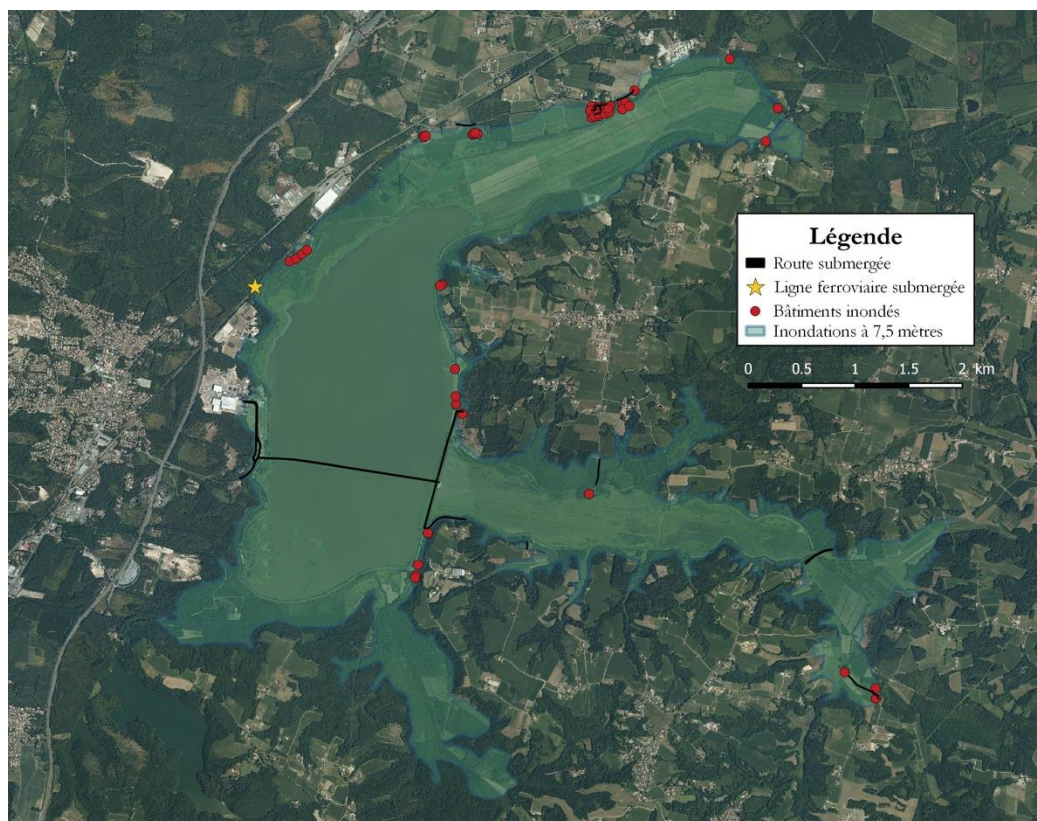 Légende
Route submergée
Ligne ferroviaire submergée
Bâtiments inondés
Inondations à 7,5 mètres
0 0.5 1 1.5 2 km